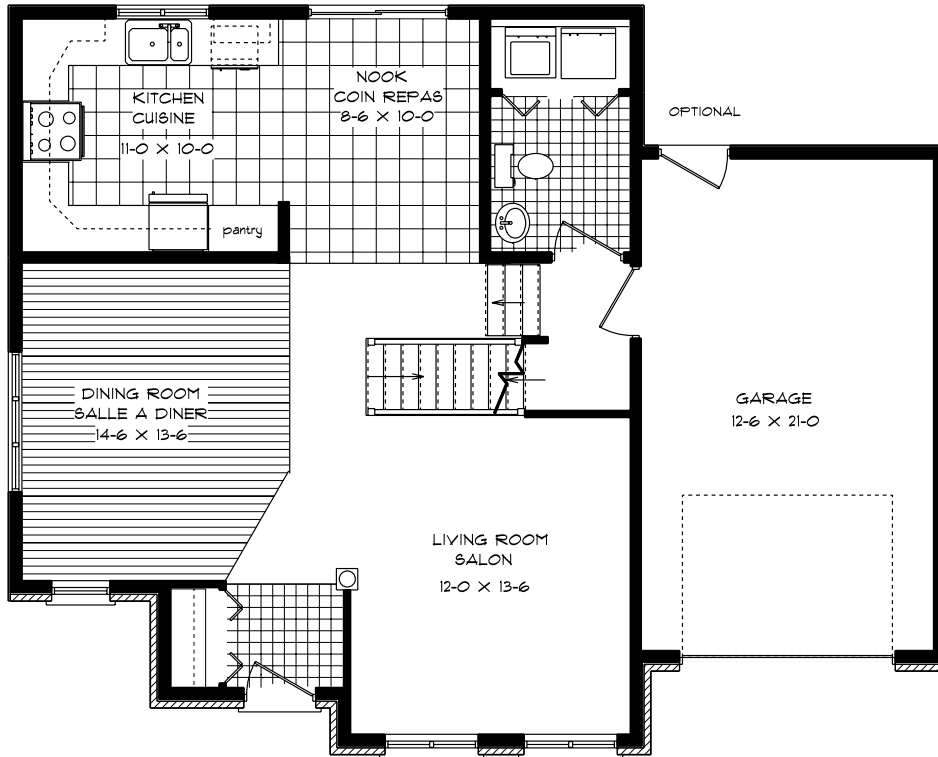 KITCHEN
CUISINE
11-0 X 10-0
NOOK
COIN REPAS
8-6 X 10-0
OPTIONAL
pantry
DINING ROOM
SALLE A DINER
14-6 X 13-6
GARAGE
12-6 X 21-0
LIVING ROOM
SALON
12-0 X 13-6